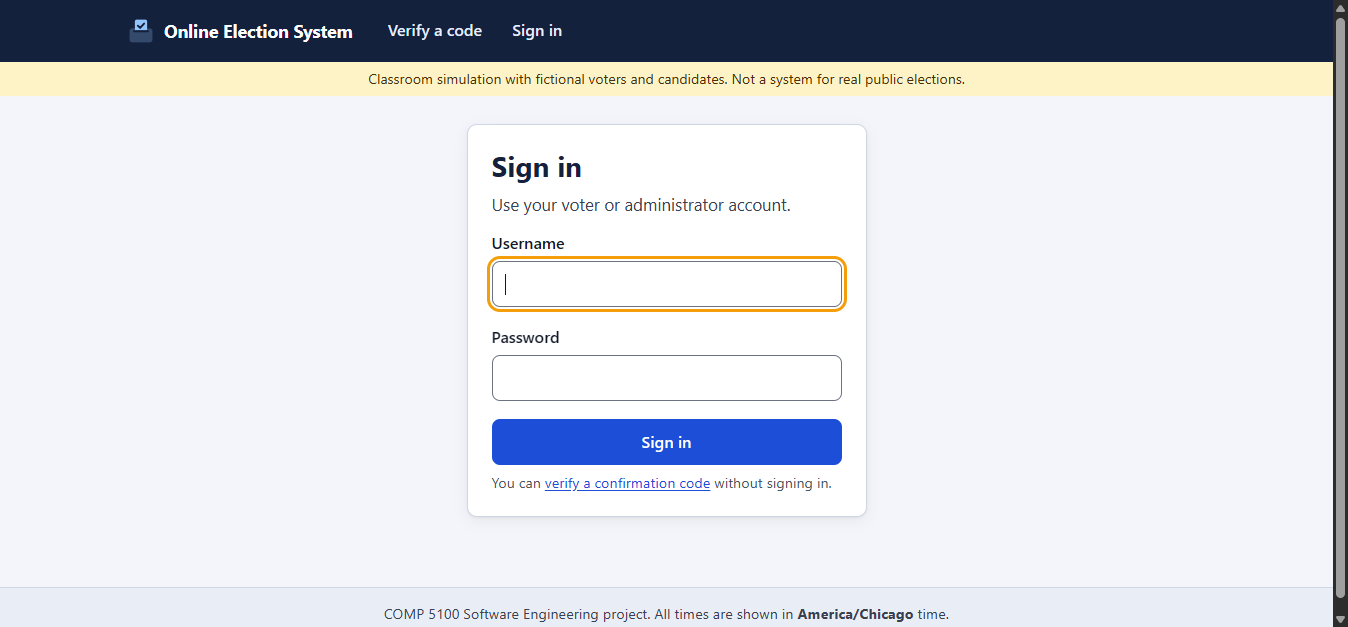 Online Election System
Verify a code
Sign in
Classroom simulation with fictional voters and candidates. Not a system for real public elections.
Sign in
Use your voter or administrator account.
Username
Password
Sign in
You can verify a confirmation code without signing in.
COMP 5100 Software Engineering project. All times are shown in America/Chicago time.